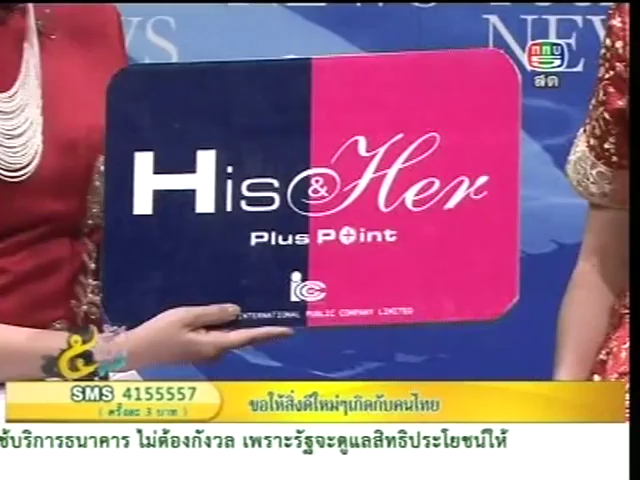 NEWS
NEWS
ททบ
สด
His & Her
Plus Point
icc
INTERNATIONAL PUBLIC COMPANY LIMITED
๕
SMS 4155557
(ครั้งละ 3 บาท)
ขอให้สิ่งดีใหม่ๆเกิดกับคนไทย
ช้บริการธนาคาร ไม่ต้องกังวล เพราะรัฐจะดูแลสิทธิประโยชน์ให้